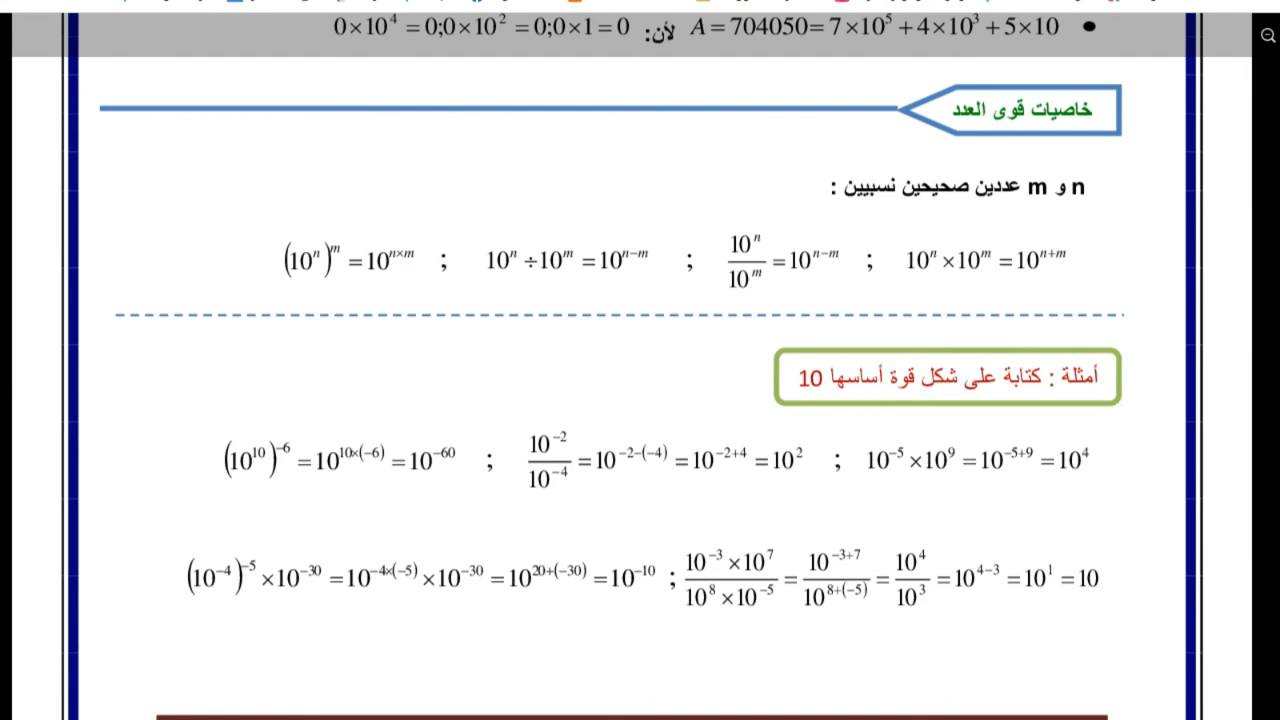 • A = 704050 = 7×10⁵ + 4×10³ + 5×10 لأن: 0×10⁴ = 0;0×10² = 0;0×1 = 0
خاصيات قوى العدد
n و m عددين صحيحين نسبيين :
10ⁿ × 10ᵐ = 10ⁿ⁺ᵐ ; 10ⁿ/10ᵐ = 10ⁿ⁻ᵐ ; 10ⁿ ÷ 10ᵐ = 10ⁿ⁻ᵐ ; (10ⁿ)ᵐ = 10ⁿˣᵐ
أمثلة : كتابة على شكل قوة أساسها 10
10⁻⁵ × 10⁹ = 10⁻⁵⁺⁹ = 10⁴ ; 10⁻²/10⁻⁴ = 10⁻²⁻⁽⁻⁴⁾ = 10⁻²⁺⁴ = 10² ; (10¹⁰)⁻⁶ = 10¹⁰ˣ⁽⁻⁶⁾ = 10⁻⁶⁰
(10⁻⁴)⁻⁵ × 10⁻³⁰ = 10⁻⁴ˣ⁽⁻⁵⁾ × 10⁻³⁰ = 10²⁰⁺⁽⁻³⁰⁾ = 10⁻¹⁰ ; (10⁻³ × 10⁷)/(10⁸ × 10⁻⁵) = 10⁻³⁺⁷/10⁸⁺⁽⁻⁵⁾ = 10⁴/10³ = 10⁴⁻³ = 10¹ = 10